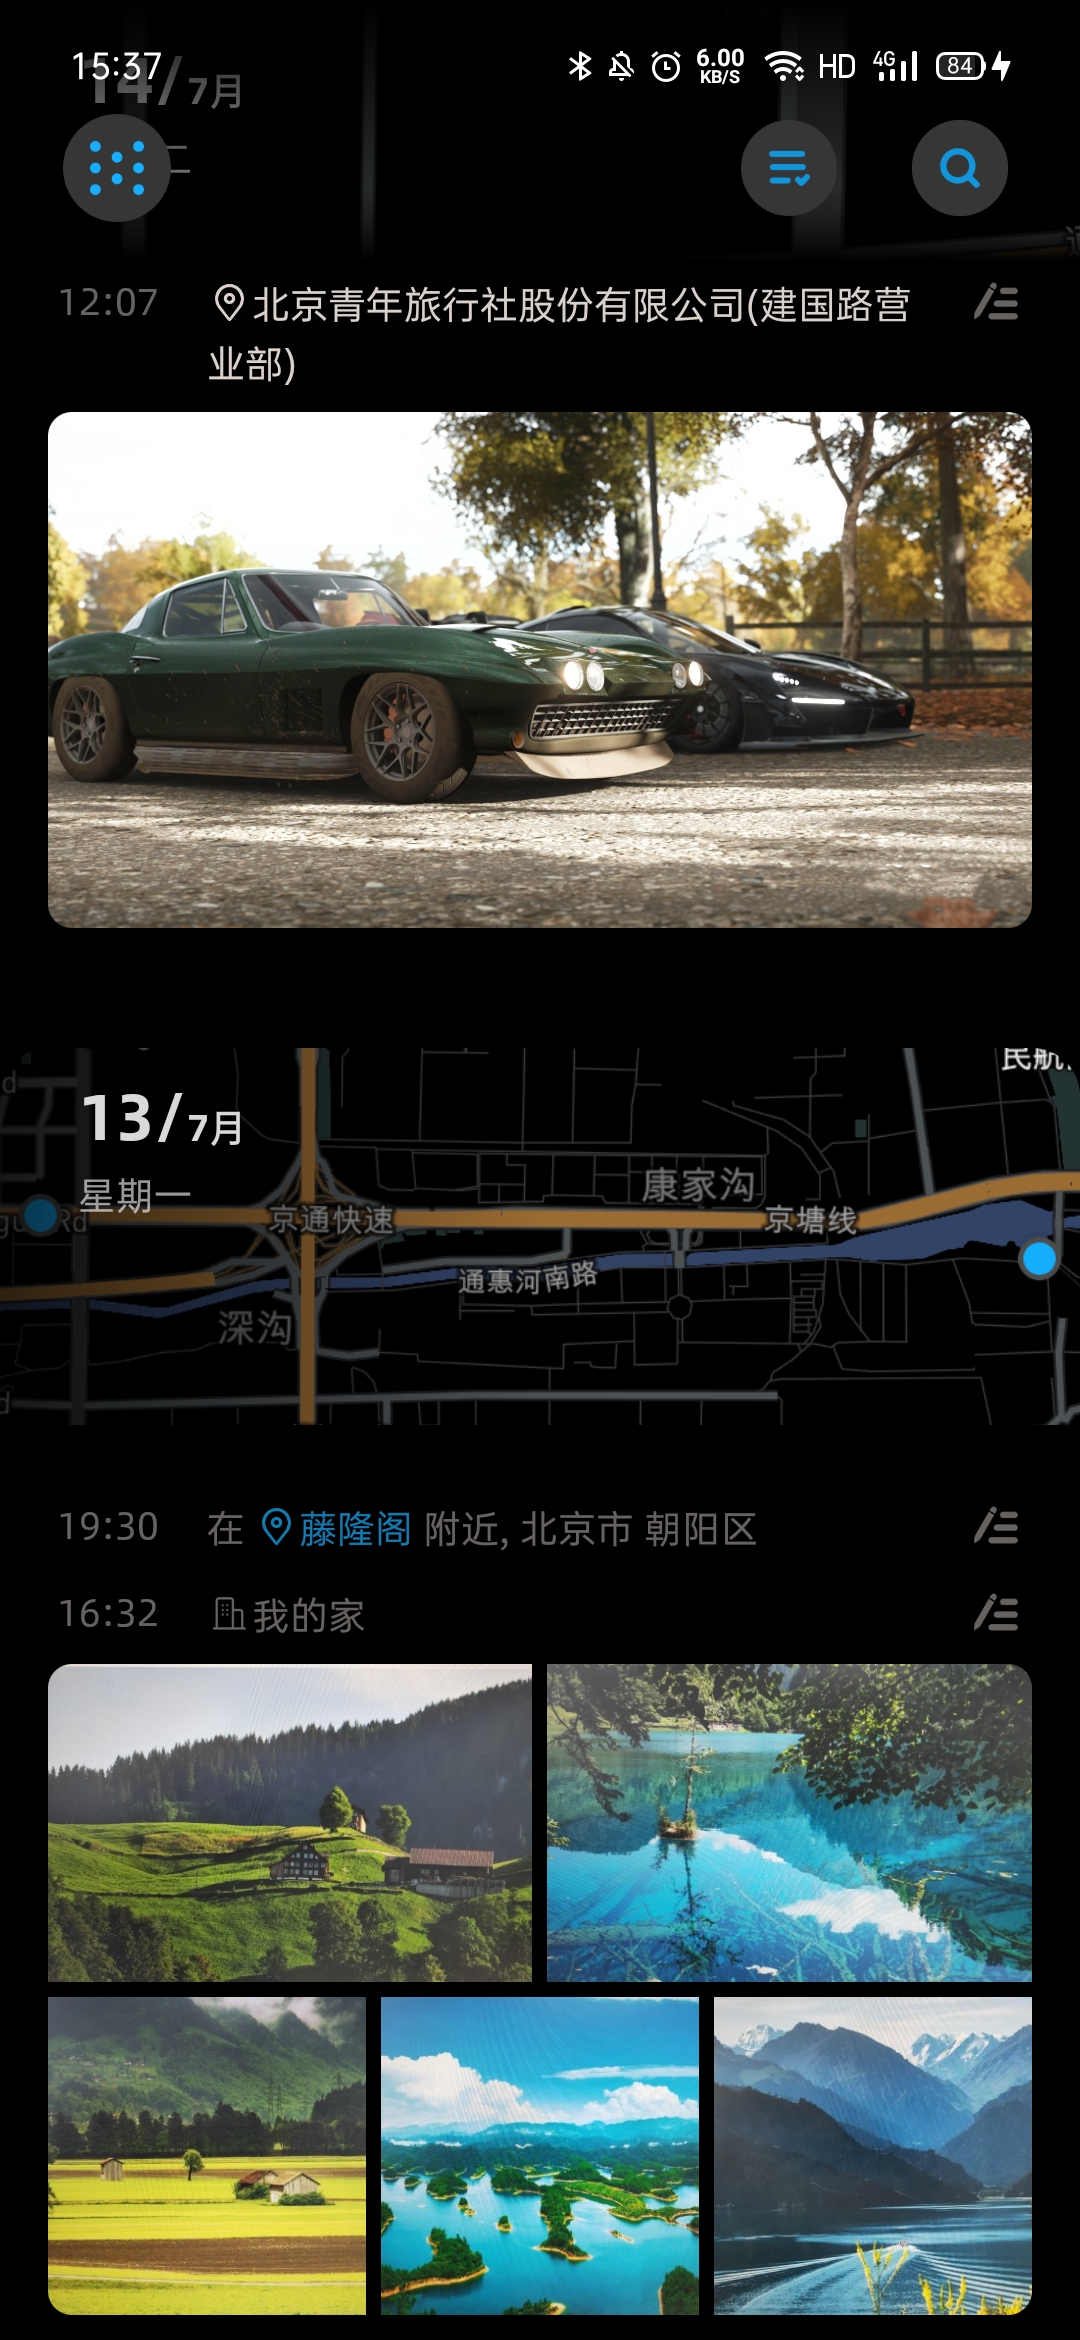 15:37
6.00
KB/S
HD
4G
84
14/7月
二
12:07
北京青年旅行社股份有限公司(建国路营
业部)
民航
13/7月
星期一
康家沟
京通快速
京塘线
通惠河南路
深沟
Rd
19:30 在 藤隆阁 附近, 北京市 朝阳区
16:32 我的家